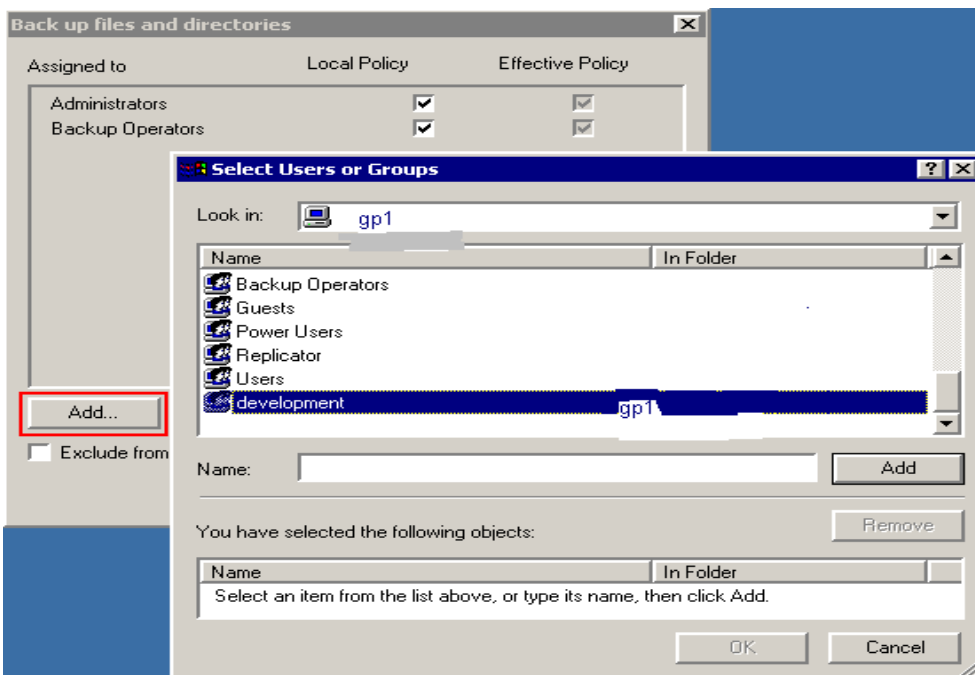 Back up files and directories
Assigned to Local Policy Effective Policy
Administrators
Backup Operators
Select Users or Groups
Look in: gp1
Name In Folder
Backup Operators
Guests
Power Users
Replicator
Users
development gp1
Add...
Exclude from
Name: Add
You have selected the following objects: Remove
Name In Folder
Select an item from the list above, or type its name, then click Add.
OK Cancel